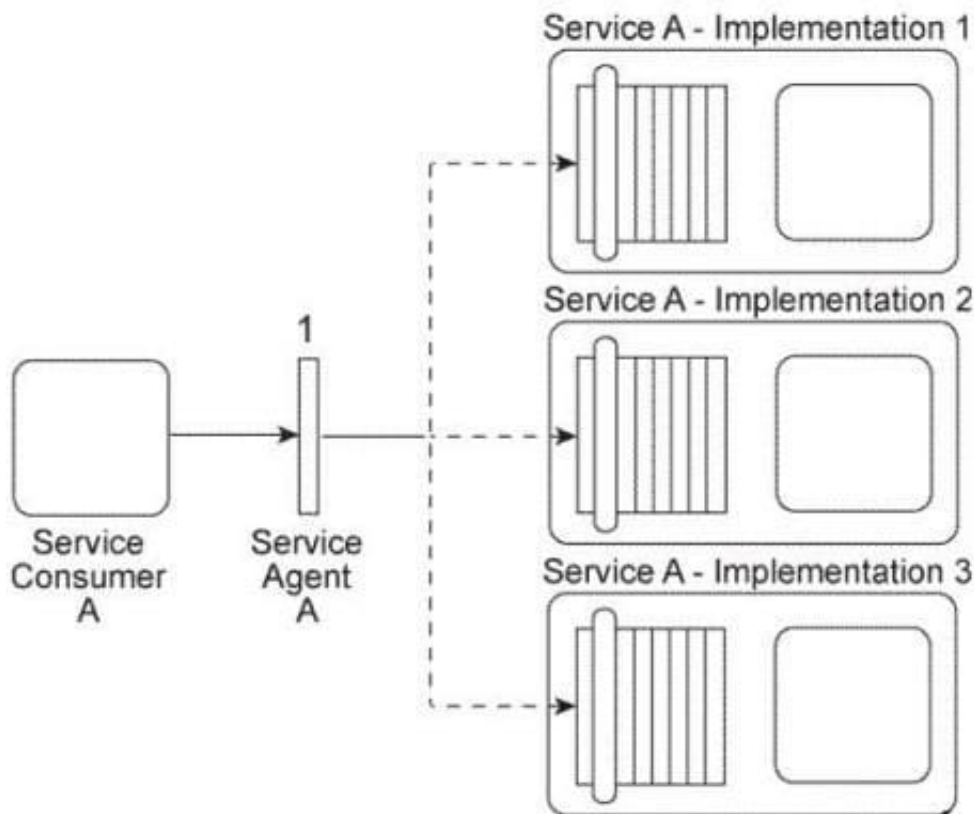 Service A - Implementation 1
Service A - Implementation 2
1
Service
Consumer
A
Service
Agent
A
Service A - Implementation 3